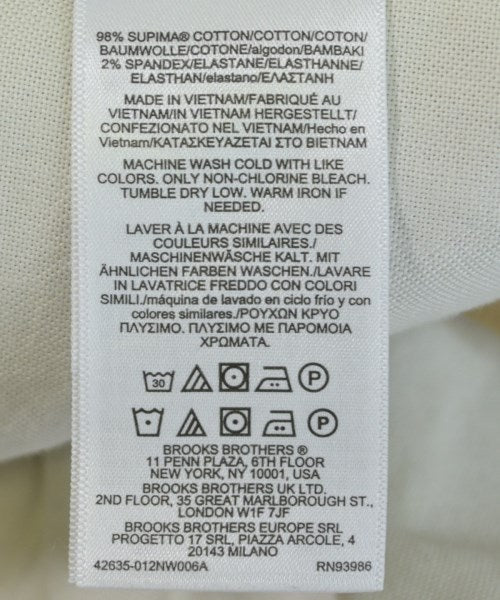 98% SUPIMA® COTTON/COTTON/COTON/
BAUMWOLLE/COTONE/algodon/ΒΑΜΒΑΚΙ
2% SPANDEX/ELASTANE/ELASTHANNE/
ELASTHAN/elastano/ΕΛΑΣΤΑΝΗ
MADE IN VIETNAM/FABRIQUÉ AU
VIETNAM/IN VIETNAM HERGESTELLT/
CONFEZIONATO NEL VIETNAM/Hecho en
Vietnam/ΚΑΤΑΣΚΕΥΑΖΕΤΑΙ ΣΤΟ ΒΙΕΤΝΑΜ
MACHINE WASH COLD WITH LIKE
COLORS. ONLY NON-CHLORINE BLEACH.
TUMBLE DRY LOW. WARM IRON IF
NEEDED.
LAVER À LA MACHINE AVEC DES
COULEURS SIMILAIRES./
MASCHINENWÄSCHE KALT. MIT
ÄHNLICHEN FARBEN WASCHEN./LAVARE
IN LAVATRICE FREDDO CON COLORI
SIMILI./máquina de lavado en ciclo frío y con
colores similares./ΡΟΥΧΩΝ ΚΡΥΟ
ΠΛΥΣΙΜΟ. ΠΛΥΣΙΜΟ ΜΕ ΠΑΡΟΜΟΙΑ
ΧΡΩΜΑΤΑ.
30 P
P
BROOKS BROTHERS ®
11 PENN PLAZA, 6TH FLOOR
NEW YORK, NY 10001, USA
BROOKS BROTHERS UK LTD.
2ND FLOOR, 35 GREAT MARLBOROUGH ST.,
LONDON W1F 7JF
BROOKS BROTHERS EUROPE SRL
PROGETTO 17 SRL, PIAZZA ARCOLE, 4
20143 MILANO
42635-012NW006A RN93986